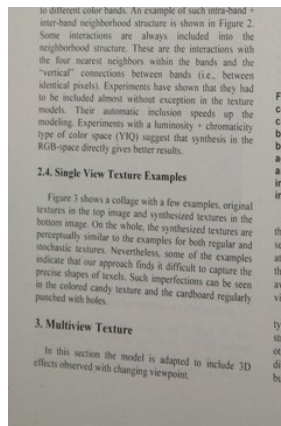 to different color bands. An example of such intra-band +
inter-band neighborhood structure is shown in Figure 2.
Some interactions are always included into the
neighborhood structure. These are the interactions with
the four nearest neighbors within the bands and the
"vertical" connections between bands (i.e., between
identical pixels). Experiments have shown that they had
to be included almost without exception in the texture
models. Their automatic inclusion speeds up the
modeling. Experiments with a luminosity + chromaticity
type of color space (YIQ) suggest that synthesis in the
RGB-space directly gives better results.
2.4. Single View Texture Examples
Figure 3 shows a collage with a few examples, original
textures in the top image and synthesized textures in the
bottom image. On the whole, the synthesized textures are
perceptually similar to the examples for both regular and
stochastic textures. Nevertheless, some of the examples
indicate that our approach finds it difficult to capture the
precise shapes of texels. Such imperfections can be seen
in the colored candy texture and the cardboard regularly
punched with holes.
3. Multiview Texture
In this section the model is adapted to include 3D
effects observed with changing viewpoint.